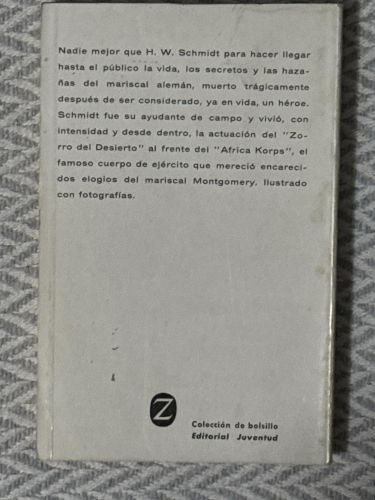 Nadie mejor que H. W. Schmidt para hacer llegar
hasta el público la vida, los secretos y las haza-
ñas del mariscal alemán, muerto trágicamente
después de ser considerado, ya en vida, un héroe.
Schmidt fue su ayudante de campo y vivió, con
intensidad y desde dentro, la actuación del "Zo-
rro del Desierto" al frente del "Africa Korps", el
famoso cuerpo de ejército que mereció encareci-
dos elogios del mariscal Montgomery. Ilustrado
con fotografías.
Z
Colección de bolsillo
Editorial Juventud